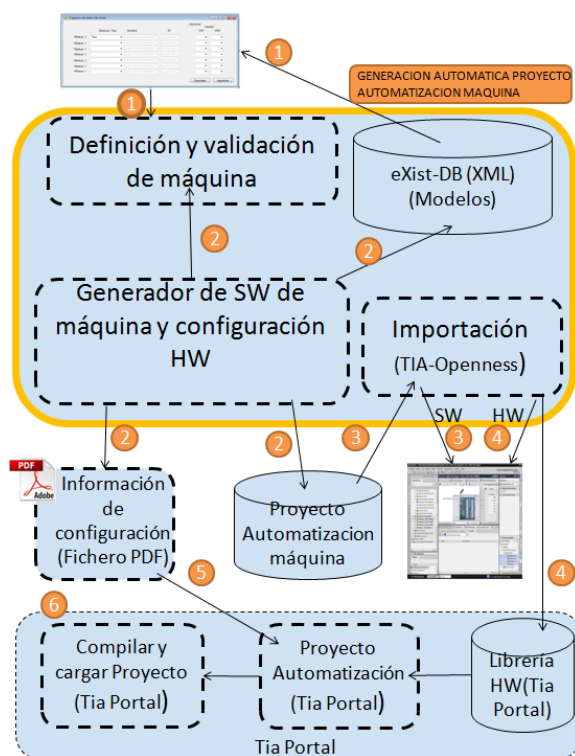 1
GENERACION AUTOMATICA PROYECTO
AUTOMATIZACION MAQUINA
1
Definición y validación
de máquina
eXist-DB (XML)
(Modelos)
2
2
Generador de SW de
máquina y configuración
HW
Importación
(TIA-Openness)
SW
HW
2
2
3
3
4
PDF
Adobe
Información
de
configuración
(Fichero PDF)
Proyecto
Automatizacion
máquina
5
4
6
Compilar y
cargar Proyecto
(Tia Portal)
Proyecto
Automatización
(Tia Portal)
Librería
HW(Tia
Portal)
Tia Portal